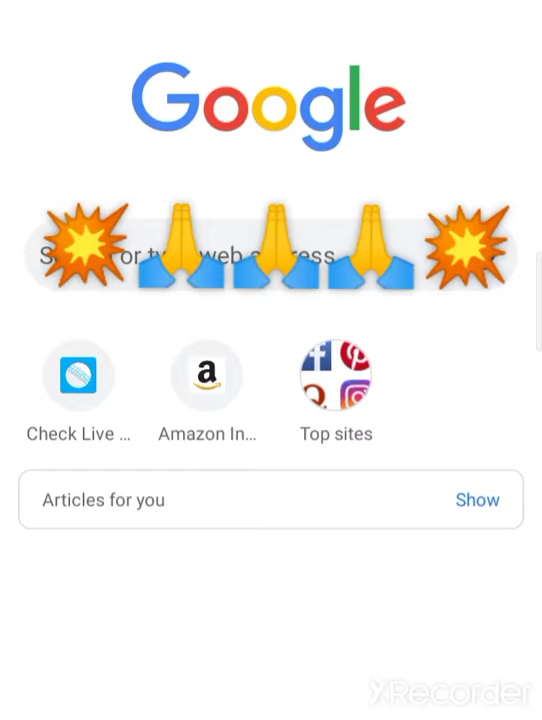 Google
or web
Check Live ...
Amazon In...
Top sites
Articles for you
Show
XRecorder